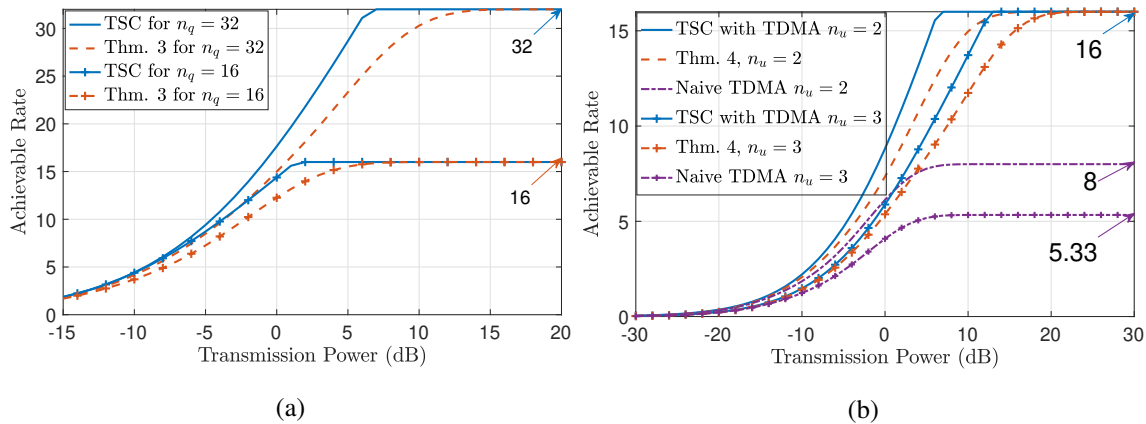 TSC for n_q = 32
Thm. 3 for n_q = 32
TSC for n_q = 16
Thm. 3 for n_q = 16
32
16
30
25
20
15
10
5
0
-15
-10
-5
0
5
10
15
20
Achievable Rate
Transmission Power (dB)
(a)
TSC with TDMA n_u = 2
Thm. 4, n_u = 2
Naive TDMA n_u = 2
TSC with TDMA n_u = 3
Thm. 4, n_u = 3
Naive TDMA n_u = 3
16
8
5.33
15
10
5
0
-30
-20
-10
0
10
20
30
Achievable Rate
Transmission Power (dB)
(b)